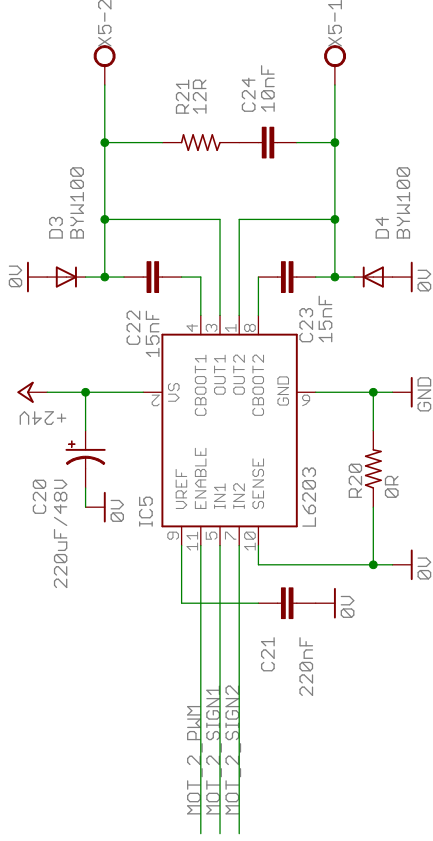 X5-2
X5-1
R21
12R
C24
10nF
D3
BYW100
D4
BYW100
0V
0V
C22
15nF
C23
15nF
4
3
1
8
+24V
2
VS
CBOOT1
OUT1
OUT2
CBOOT2
GND
6
GND
C20
220uF/48V
0V
IC5
VREF
ENABLE
IN1
IN2
SENSE
L6203
R20
0R
9
11
5
7
10
0V
C21
220nF
0V
MOT_2_PWM
MOT_2_SIGN1
MOT_2_SIGN2